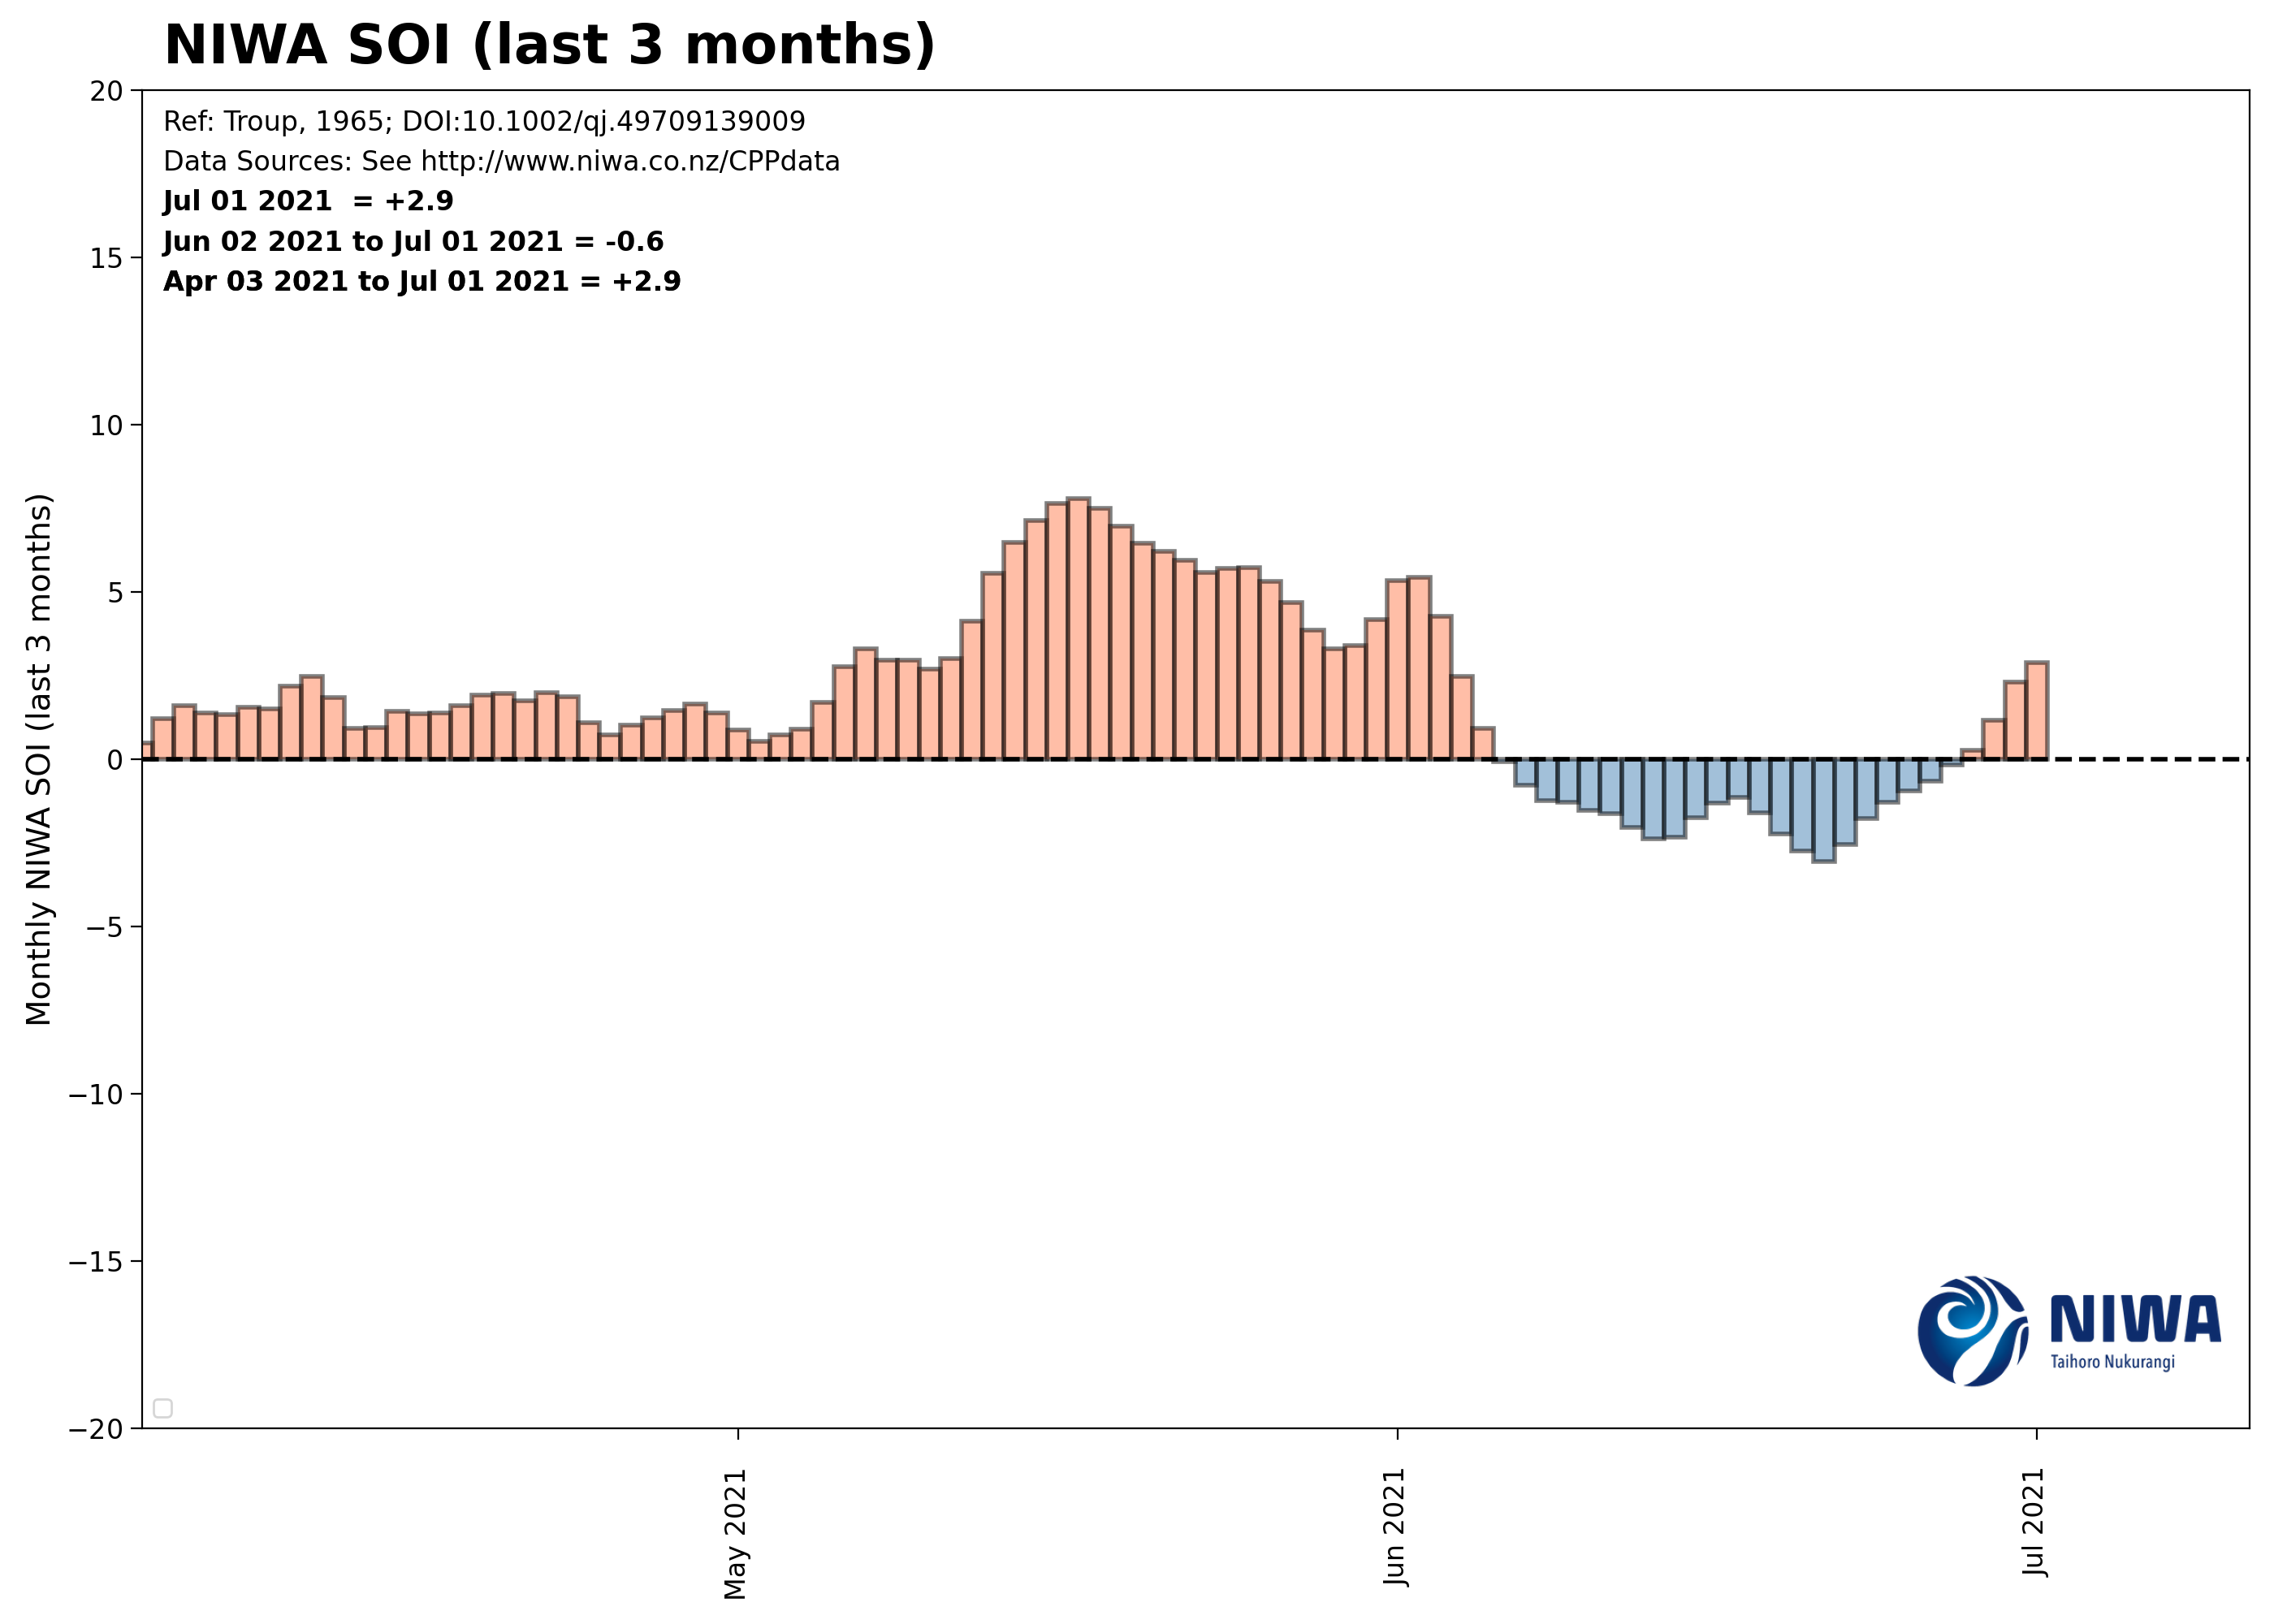 NIWA SOI (last 3 months)
Ref: Troup, 1965; DOI:10.1002/qj.49709139009
Data Sources: See http://www.niwa.co.nz/CPPdata
Jul 01 2021  = +2.9
Jun 02 2021 to Jul 01 2021 = -0.6
Apr 03 2021 to Jul 01 2021 = +2.9
Monthly NIWA SOI (last 3 months)
20
15
10
5
0
−5
−10
−15
−20
May 2021
Jun 2021
Jul 2021
NIWA
Taihoro Nukurangi